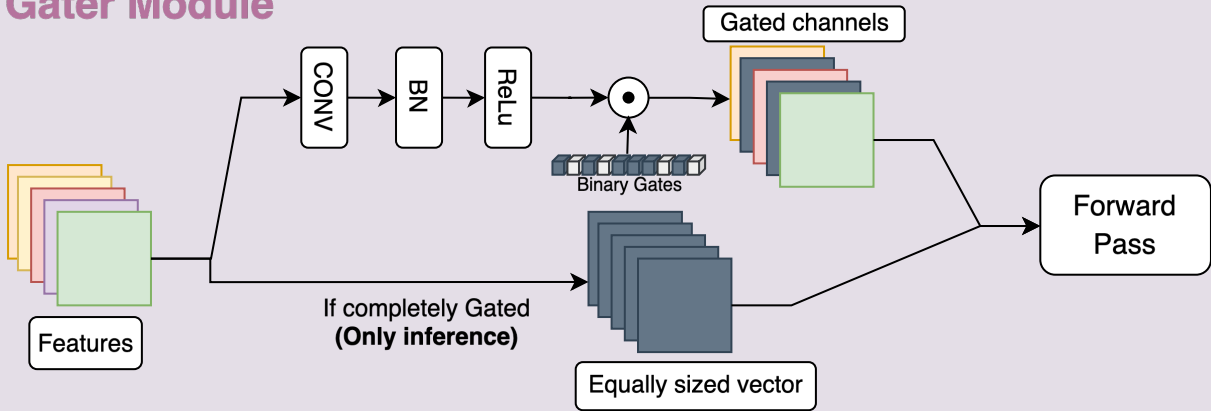 Gater Module
Gated channels
CONV
BN
ReLu
Binary Gates
Features
If completely Gated
(Only inference)
Equally sized vector
Forward
Pass